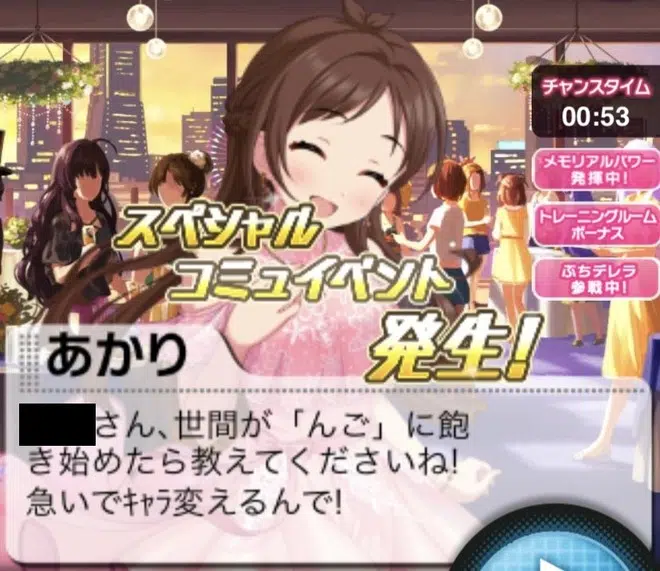 チャンスタイム
00:53
メモリアルパワー
発揮中!
トレーニングルーム
ボーナス
ぷちデレラ
参戦中!
スペシャル
コミュイベント
発生!
あかり
さん、世間が「んご」に飽
き始めたら教えてくださいね!
急いでｷｬﾗ変えるんで!